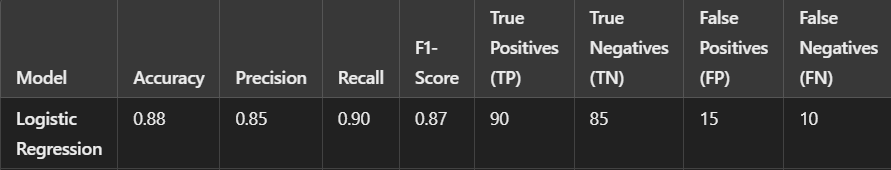 Model Accuracy Precision Recall F1-Score True Positives (TP) True Negatives (TN) False Positives (FP) False Negatives (FN)
Logistic Regression 0.88 0.85 0.90 0.87 90 85 15 10